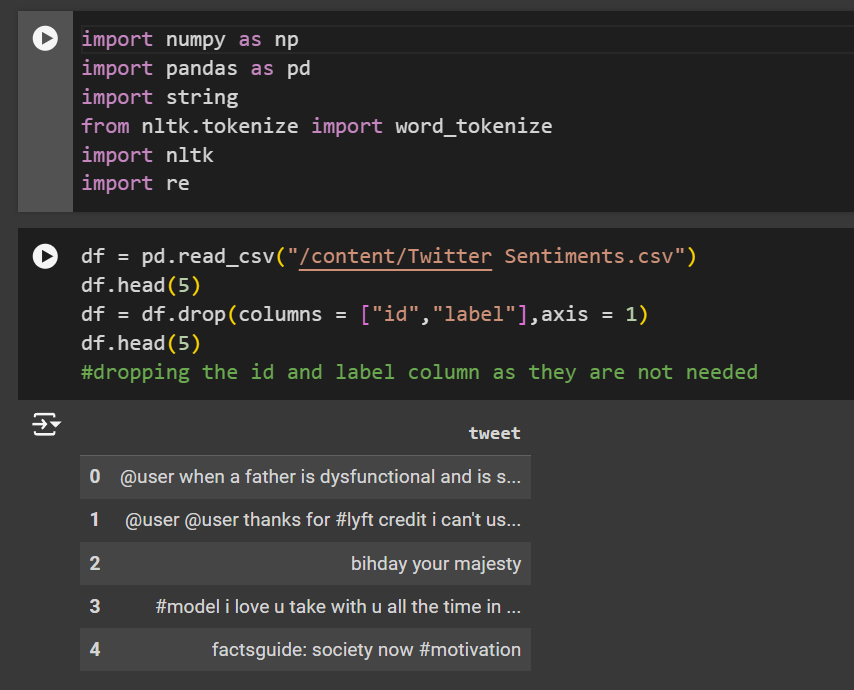 import numpy as np
import pandas as pd
import string
from nltk.tokenize import word_tokenize
import nltk
import re
df = pd.read_csv("/content/Twitter Sentiments.csv")
df.head(5)
df = df.drop(columns = ["id","label"],axis = 1)
df.head(5)
#dropping the id and label column as they are not needed
tweet
0 @user when a father is dysfunctional and is s...
1 @user @user thanks for #lyft credit i can't us...
2 bihday your majesty
3 #model i love u take with u all the time in ...
4 factsguide: society now #motivation